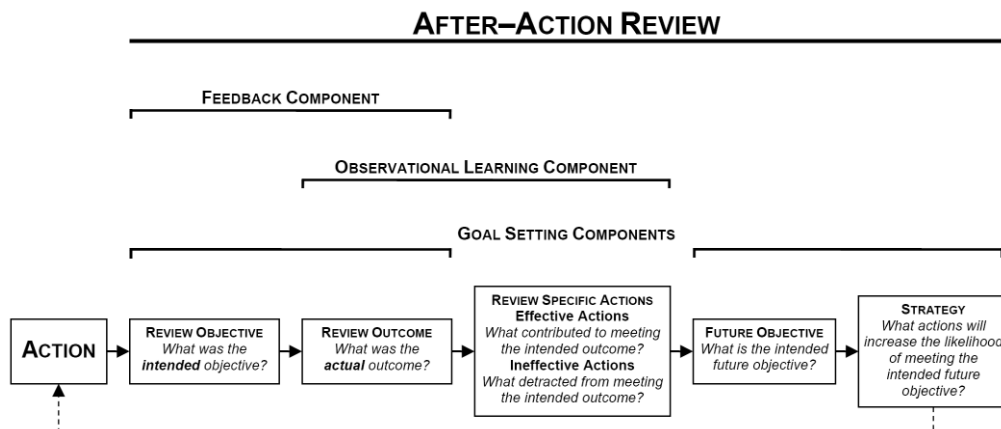 AFTER–ACTION REVIEW
FEEDBACK COMPONENT
OBSERVATIONAL LEARNING COMPONENT
GOAL SETTING COMPONENTS
ACTION
REVIEW OBJECTIVE
What was the
intended objective?
REVIEW OUTCOME
What was the
actual outcome?
REVIEW SPECIFIC ACTIONS
Effective Actions
What contributed to meeting
the intended outcome?
Ineffective Actions
What detracted from meeting
the intended outcome?
FUTURE OBJECTIVE
What is the intended
future objective?
STRATEGY
What actions will
increase the likelihood
of meeting the
intended future
objective?